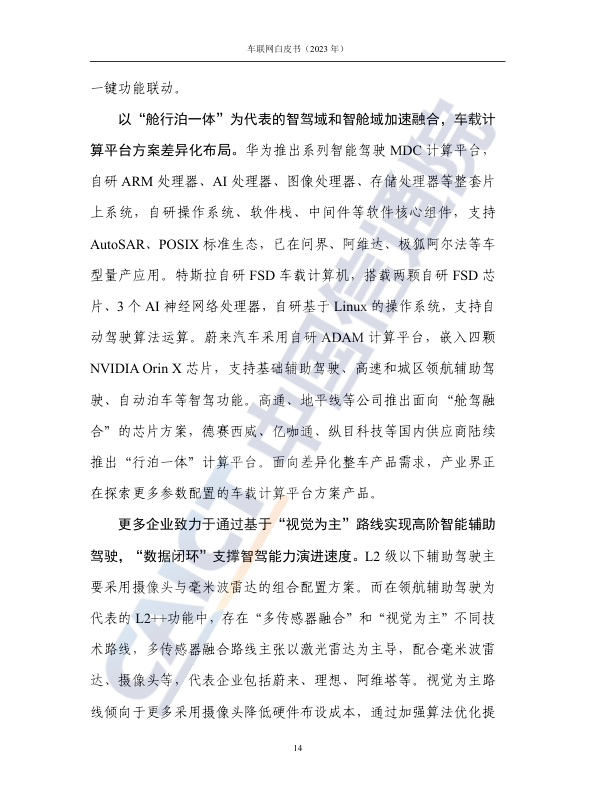 车联网白皮书（2023 年）
一键功能联动。
以“舱行泊一体”为代表的智驾域和智舱域加速融合，车载计
算平台方案差异化布局。华为推出系列智能驾驶 MDC 计算平台，
自研 ARM 处理器、AI 处理器、图像处理器、存储处理器等整套片
上系统，自研操作系统、软件栈、中间件等软件核心组件，支持
AutoSAR、POSIX 标准生态，已在问界、阿维达、极狐阿尔法等车
型量产应用。特斯拉自研 FSD 车载计算机，搭载两颗自研 FSD 芯
片、3 个 AI 神经网络处理器，自研基于 Linux 的操作系统，支持自
动驾驶算法运算。蔚来汽车采用自研 ADAM 计算平台，嵌入四颗
NVIDIA Orin X 芯片，支持基础辅助驾驶、高速和城区领航辅助驾
驶、自动泊车等智驾功能。高通、地平线等公司推出面向“舱驾融
合”的芯片方案，德赛西威、亿咖通、纵目科技等国内供应商陆续
推出“行泊一体”计算平台。面向差异化整车产品需求，产业界正
在探索更多参数配置的车载计算平台方案产品。
更多企业致力于通过基于“视觉为主”路线实现高阶智能辅助
驾驶，“数据闭环”支撑智驾能力演进速度。L2 级以下辅助驾驶主
要采用摄像头与毫米波雷达的组合配置方案。而在领航辅助驾驶为
代表的 L2++功能中，存在“多传感器融合”和“视觉为主”不同技
术路线，多传感器融合路线主张以激光雷达为主导，配合毫米波雷
达、摄像头等，代表企业包括蔚来、理想、阿维塔等。视觉为主路
线倾向于更多采用摄像头降低硬件布设成本，通过加强算法优化提
14
CAICT 中国信通院